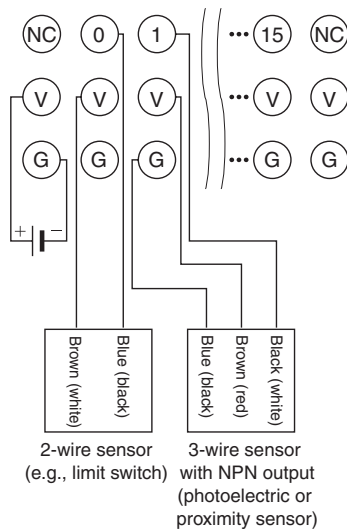 NC 0 1 ••• 15 NC
V V V ••• V V
G G G ••• G G
+ −
Brown (white)
Blue (black)
Blue (black)
Brown (red)
Black (white)
2-wire sensor
(e.g., limit switch)
3-wire sensor
with NPN output
(photoelectric or
proximity sensor)